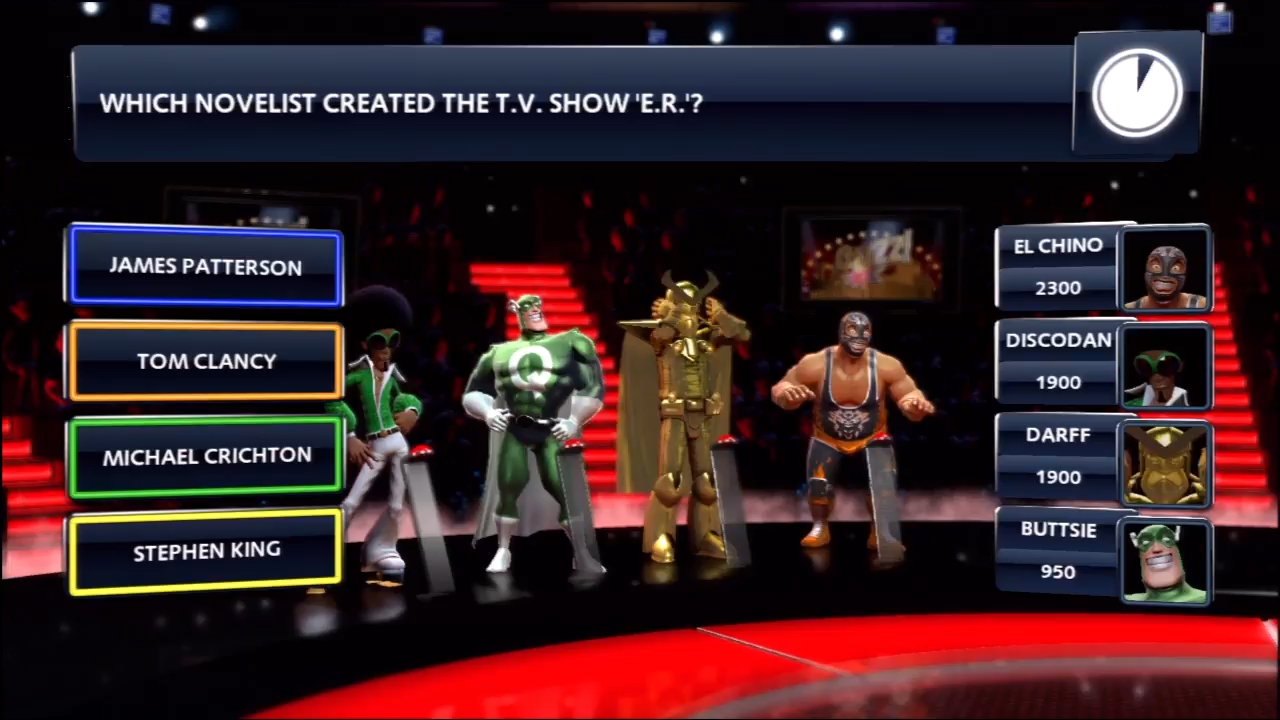 WHICH NOVELIST CREATED THE T.V. SHOW 'E.R.'?
JAMES PATTERSON
TOM CLANCY
MICHAEL CRICHTON
STEPHEN KING
EL CHINO
2300
DISCODAN
1900
DARFF
1900
BUTTSIE
950
Q